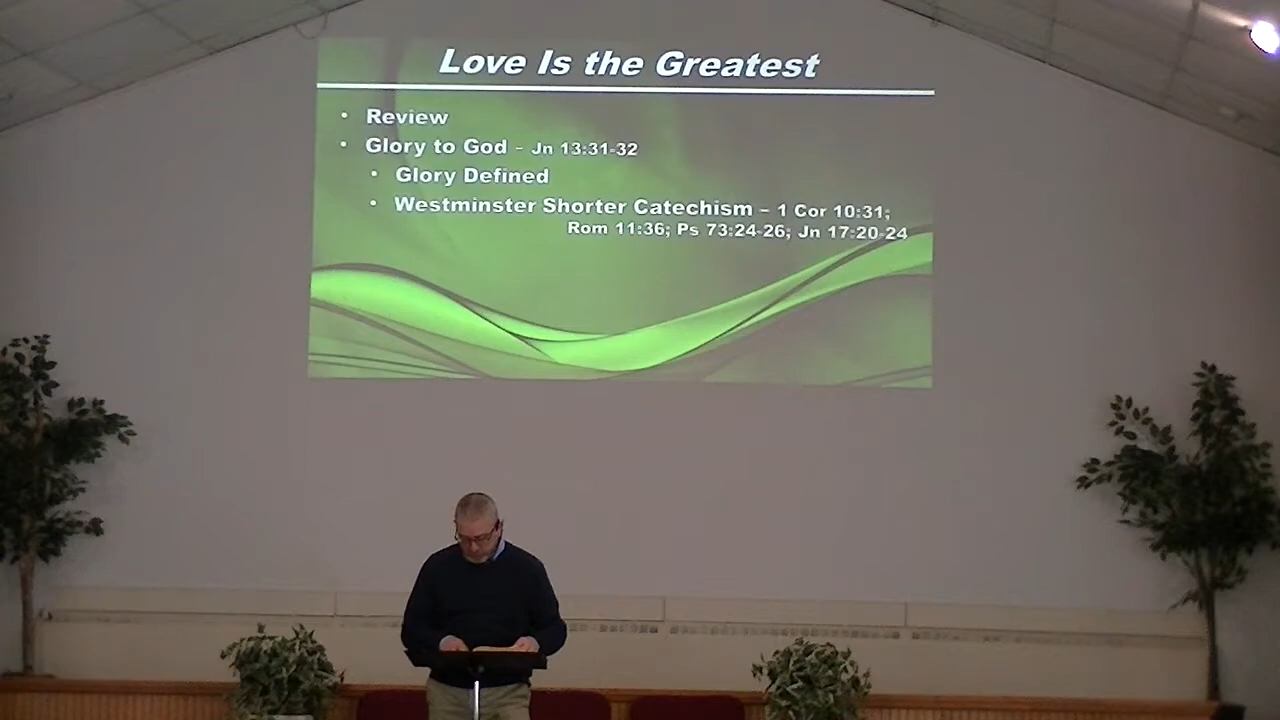 Love Is the Greatest
• Review
• Glory to God – Jn 13:31-32
• Glory Defined
• Westminster Shorter Catechism – 1 Cor 10:31;
Rom 11:36; Ps 73:24-26; Jn 17:20-24